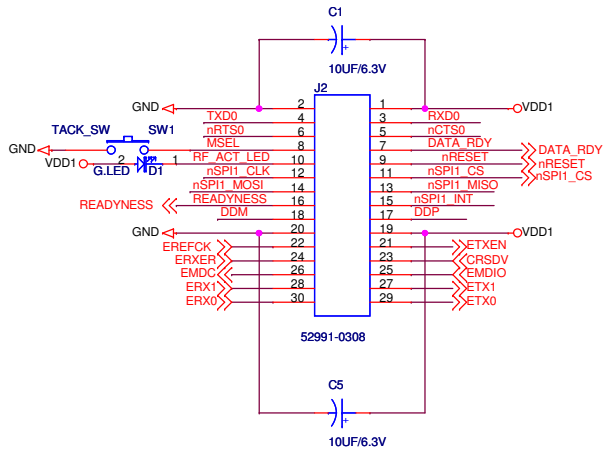 C1
10UF/6.3V
J2
GND 2 1 VDD1
TXD0 4 3 RXD0
nRTS0 6 5 nCTS0
TACK_SW SW1
GND MSEL 8 7 DATA_RDY DATA_RDY
VDD1 2 G.LED D1 1 RF_ACT_LED 10 9 nRESET nRESET
nSPI1_CLK 12 11 nSPI1_CS nSPI1_CS
nSPI1_MOSI 14 13 nSPI1_MISO
READYNESS READYNESS 16 15 nSPI1_INT
DDM 18 17 DDP
GND 20 19 VDD1
EREFCK 22 21 ETXEN
ERXER 24 23 CRSDV
EMDC 26 25 EMDIO
ERX1 28 27 ETX1
ERX0 30 29 ETX0
52991-0308
C5
10UF/6.3V